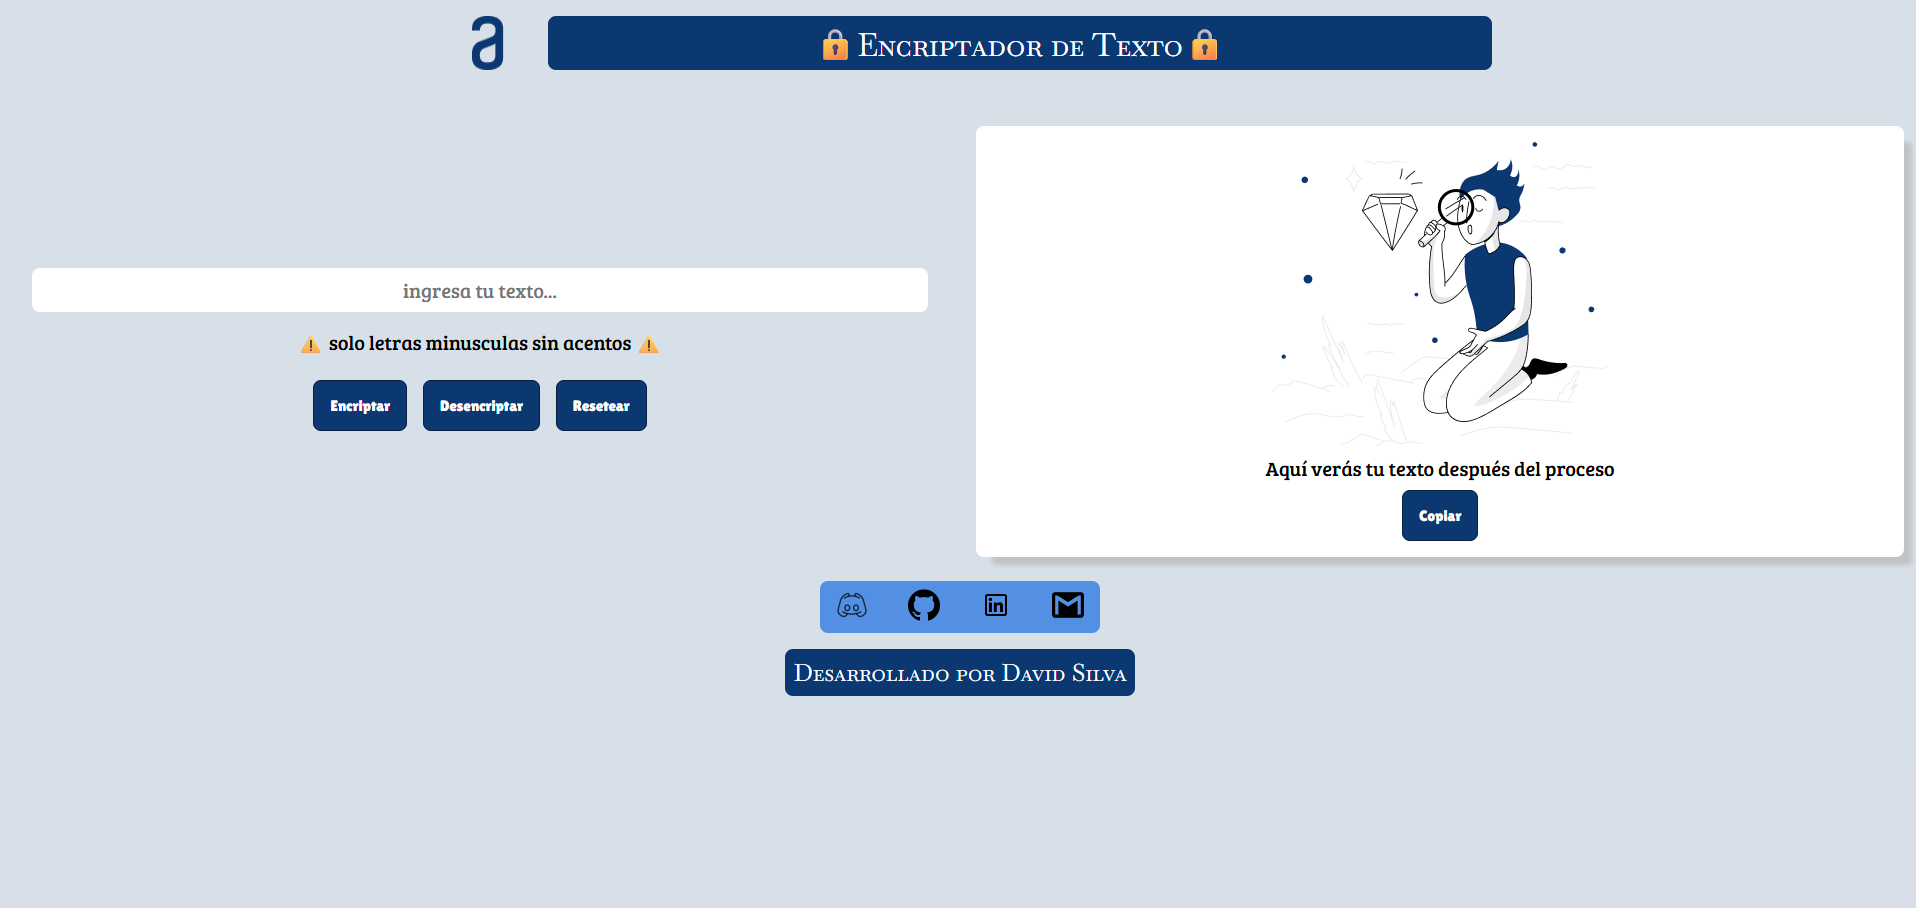 a
🔒 Encriptador de Texto 🔒
ingresa tu texto...
⚠️ solo letras minusculas sin acentos ⚠️
Encriptar
Desencriptar
Resetear
Aquí verás tu texto después del proceso
Copiar
in
Desarrollado por David Silva